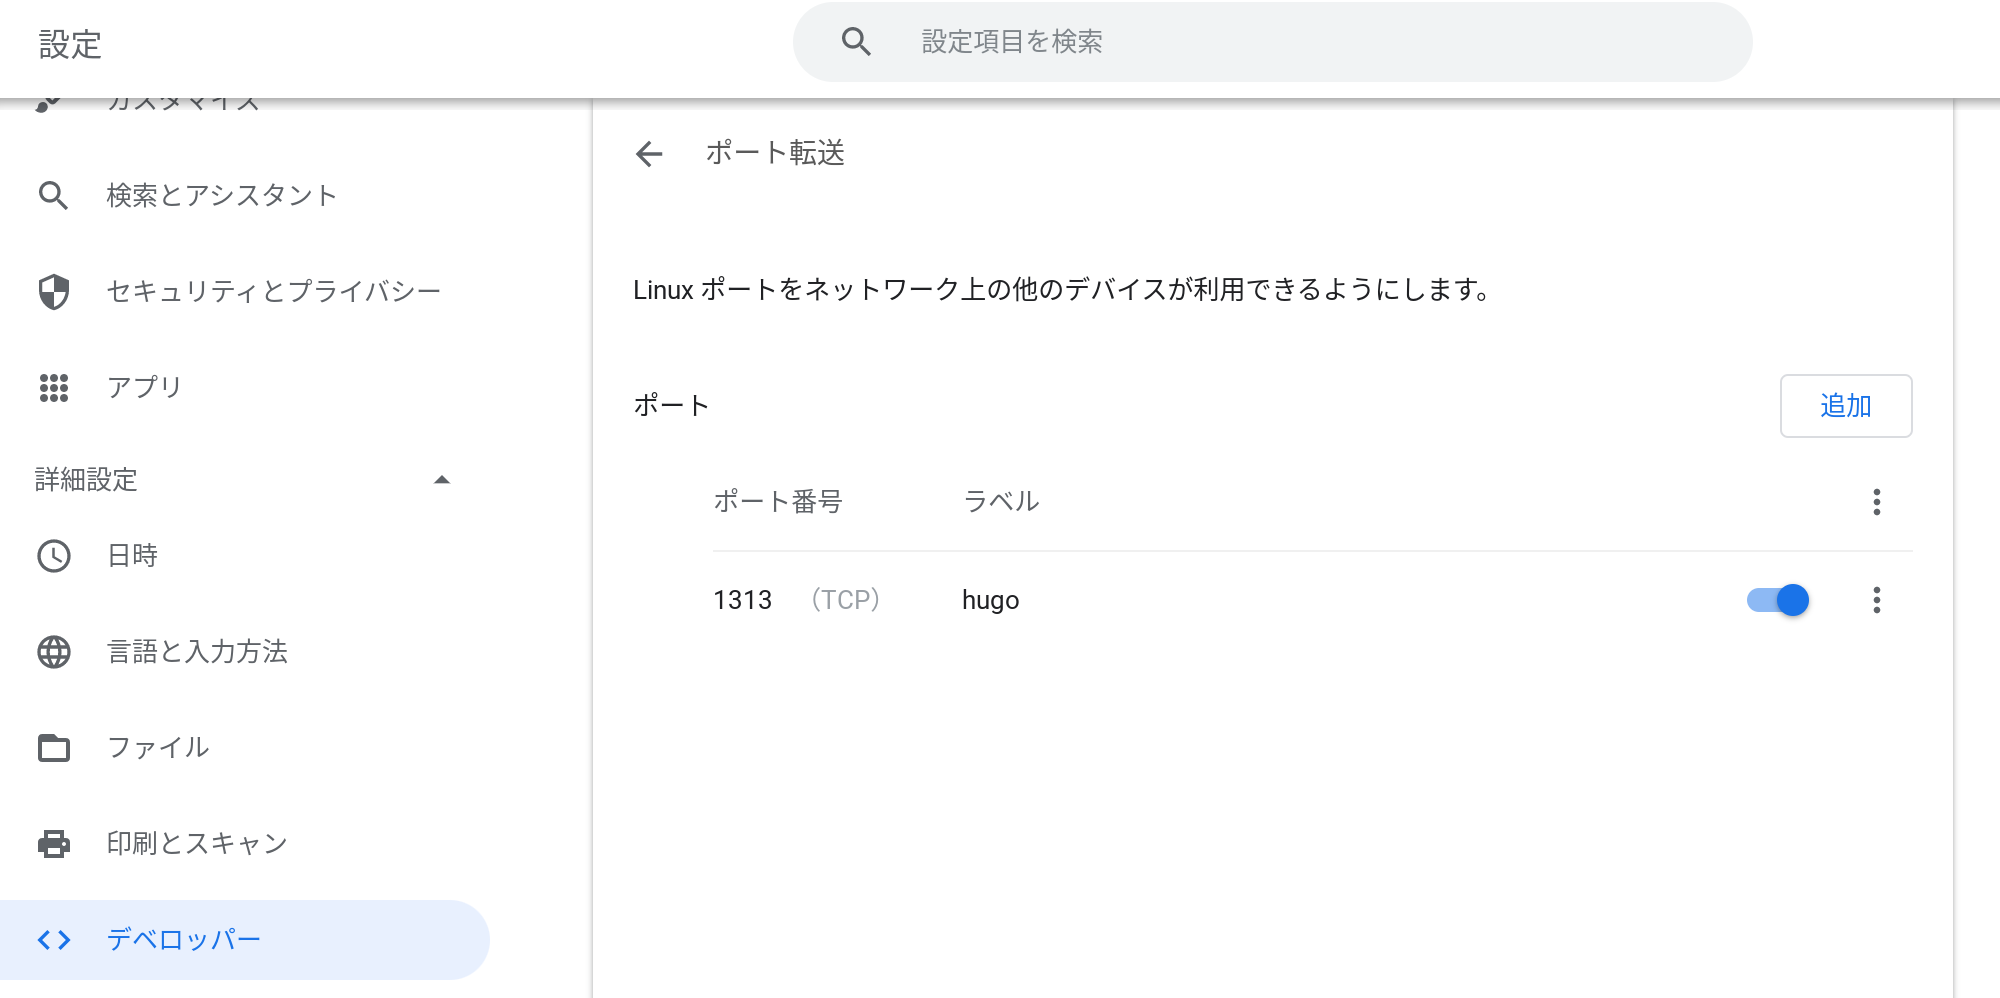 設定
設定項目を検索
カスタマイズ
検索とアシスタント
セキュリティとプライバシー
アプリ
詳細設定
日時
言語と入力方法
ファイル
印刷とスキャン
デベロッパー
ポート転送
Linux ポートをネットワーク上の他のデバイスが利用できるようにします。
ポート
追加
ポート番号 ラベル
1313 （TCP） hugo